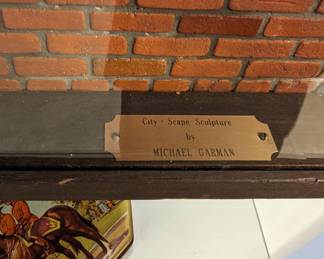 City - Scape Sculpture
by
MICHAEL GARMAN